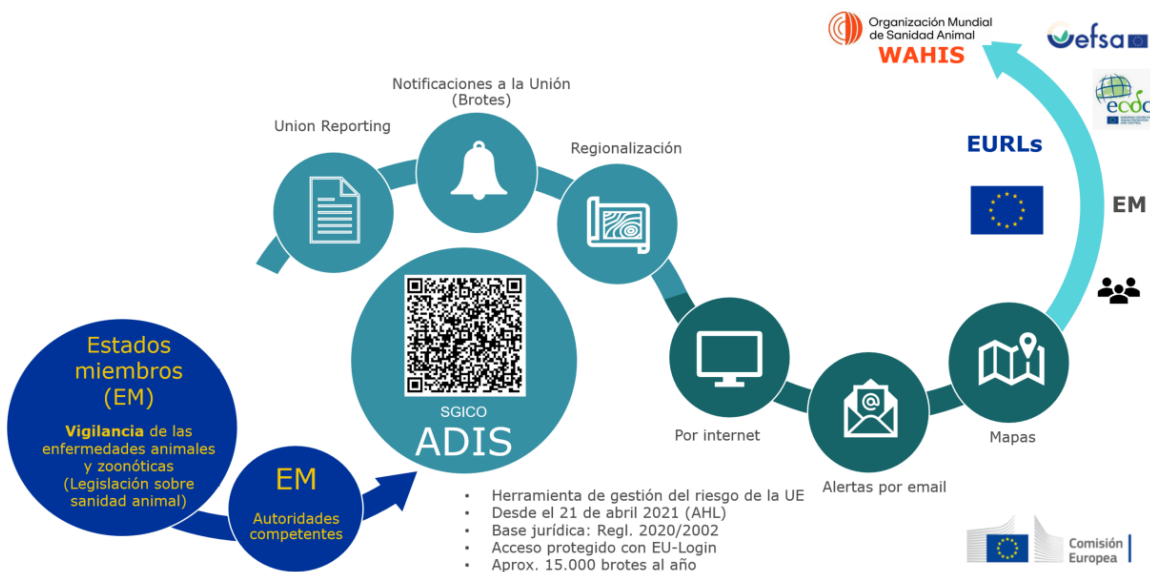 Organización Mundial
de Sanidad Animal
WAHIS
efsa
ecdc
Notificaciones a la Unión
(Brotes)
Union Reporting
Regionalización
EURLs
EM
Estados
miembros
(EM)
Vigilancia de las
enfermedades animales
y zoonóticas
(Legislación sobre
sanidad animal)
EM
Autoridades
competentes
SGICO
ADIS
@
Por internet
Alertas por email
Mapas
• Herramienta de gestión del riesgo de la UE
• Desde el 21 de abril 2021 (AHL)
• Base jurídica: Regl. 2020/2002
• Acceso protegido con EU-Login
• Aprox. 15.000 brotes al año
Comisión
Europea